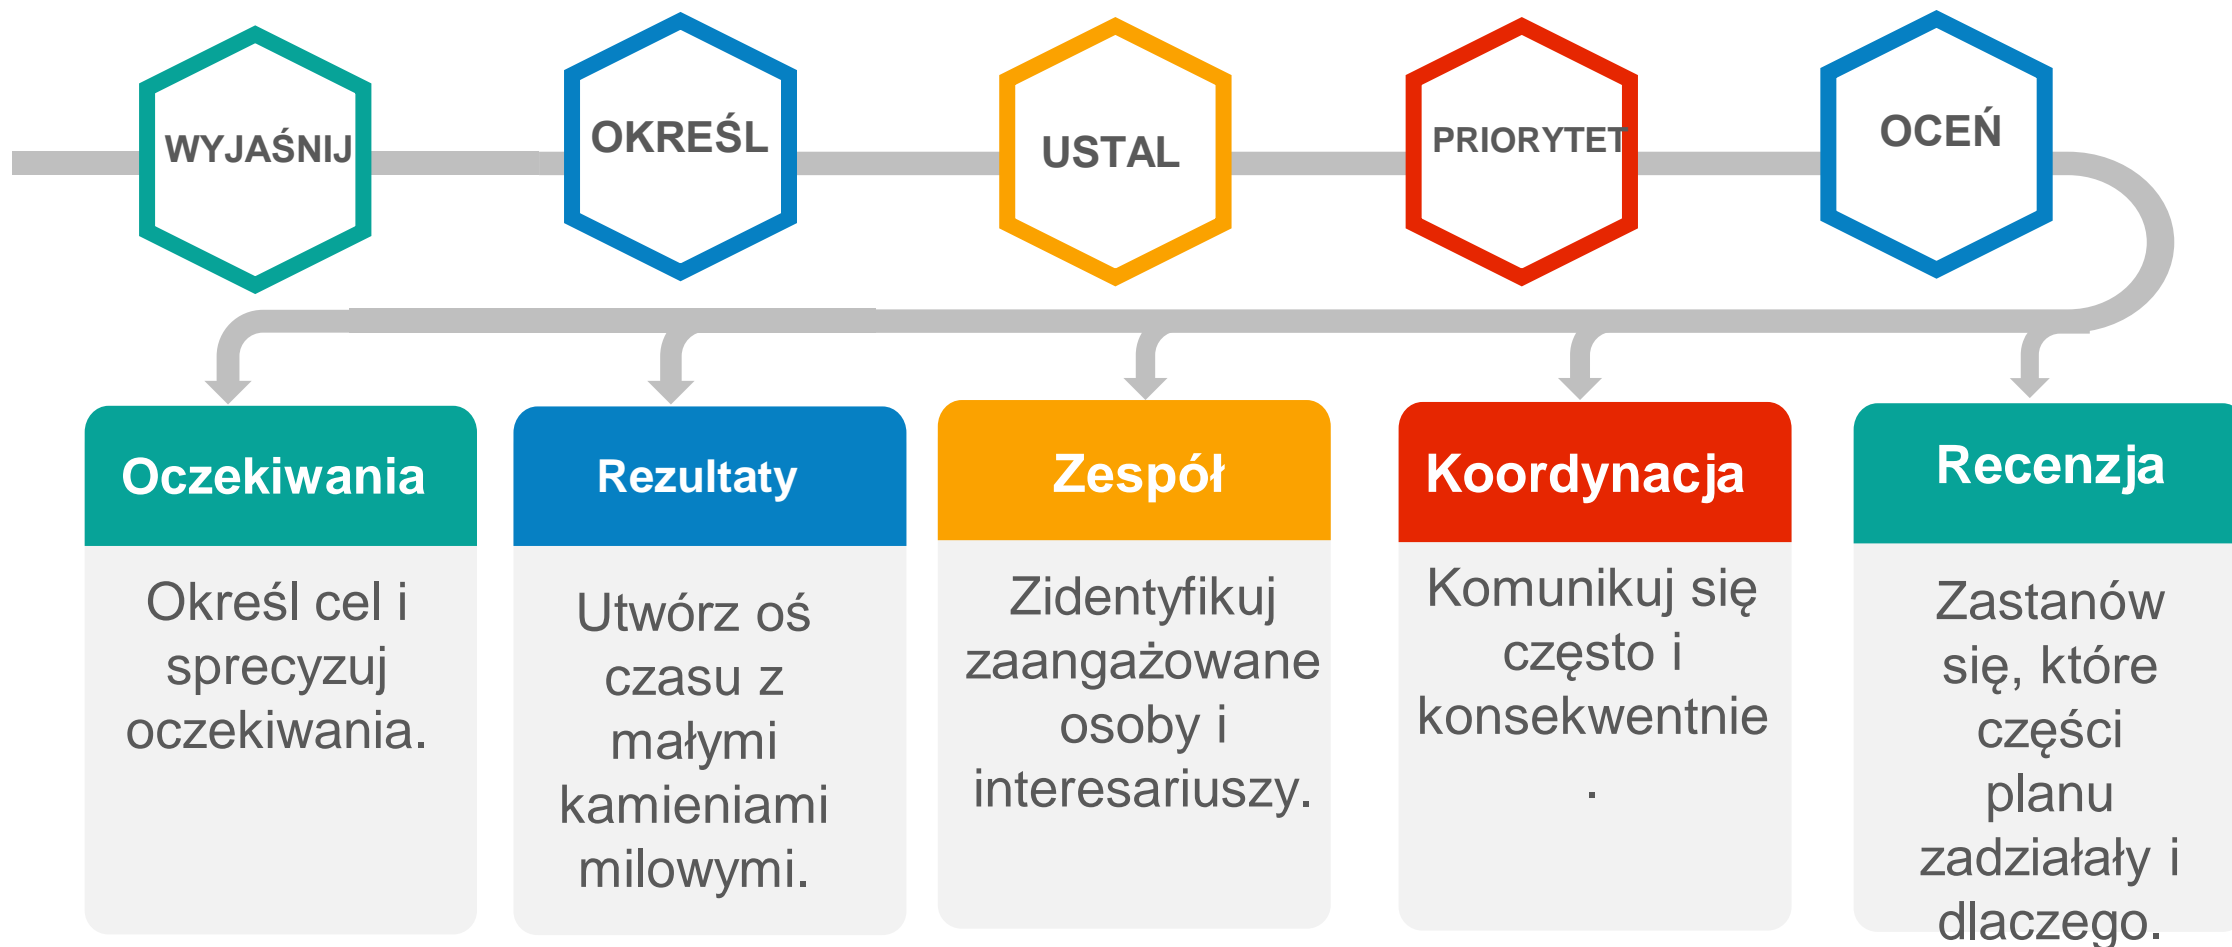 WYJAŚNIJ
OKREŚL
USTAL
PRIORYTET
OCEŃ
Oczekiwania
Określ cel i
sprecyzuj
oczekiwania.
Rezultaty
Utwórz oś
czasu z
małymi
kamieniami
milowymi.
Zespół
Zidentyfikuj
zaangażowane
osoby i
interesariuszy.
Koordynacja
Komunikuj się
często i
konsekwentnie
.
Recenzja
Zastanów
się, które
części
planu
zadziałały i
dlaczego.